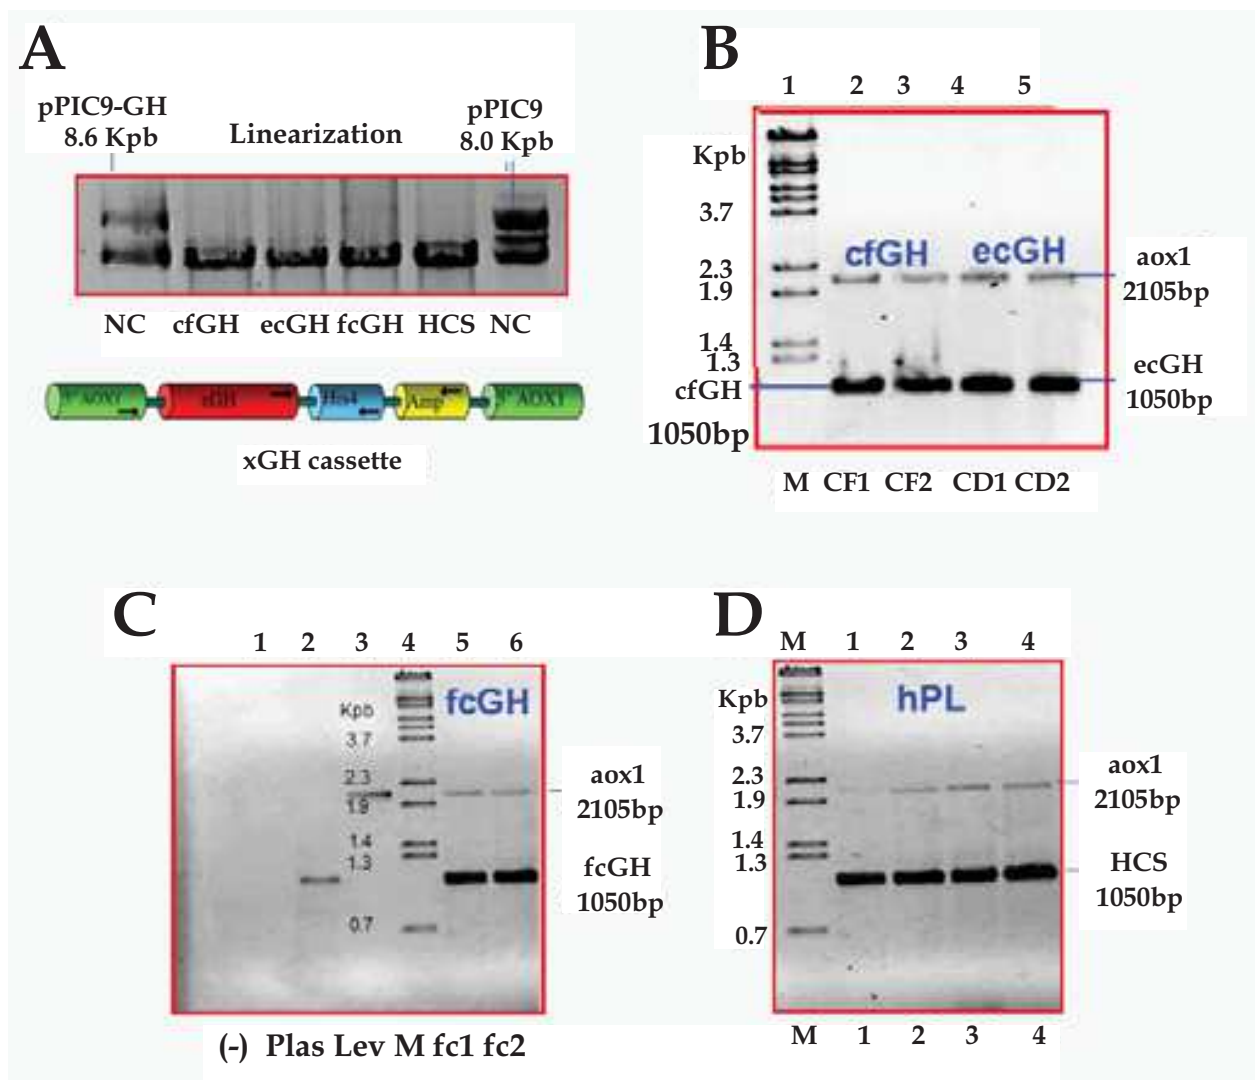 A
pPIC9-GH
8.6 Kpb
Linearization
pPIC9
8.0 Kpb
NC cfGH ecGH fcGH HCS NC
AOX1 His4 Amp 3" AOX1
xGH cassette
B
1 2 3 4 5
Kpb
3.7
2.3
1.9
1.4
1.3
cfGH
1050bp
cfGH ecGH
aox1
2105bp
ecGH
1050bp
M CF1 CF2 CD1 CD2
C
1 2 3 4 5 6
Kpb
3.7
2.3
1.9
1.4
1.3
0.7
fcGH
aox1
2105bp
fcGH
1050bp
(-) Plas Lev M fc1 fc2
D
M 1 2 3 4
Kpb
3.7
2.3
1.9
1.4
1.3
0.7
hPL
aox1
2105bp
HCS
1050bp
M 1 2 3 4